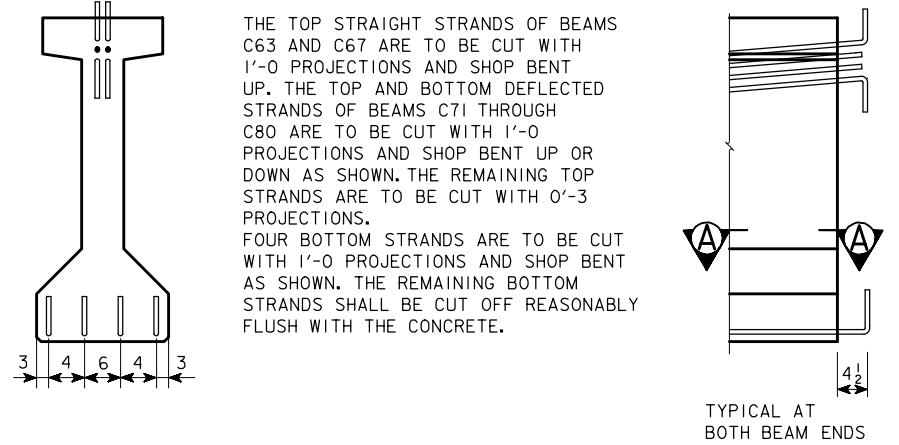 THE TOP STRAIGHT STRANDS OF BEAMS
C63 AND C67 ARE TO BE CUT WITH
1'-0 PROJECTIONS AND SHOP BENT
UP. THE TOP AND BOTTOM DEFLECTED
STRANDS OF BEAMS C71 THROUGH
C80 ARE TO BE CUT WITH 1'-0
PROJECTIONS AND SHOP BENT UP OR
DOWN AS SHOWN. THE REMAINING TOP
STRANDS ARE TO BE CUT WITH 0'-3
PROJECTIONS.
FOUR BOTTOM STRANDS ARE TO BE CUT
WITH 1'-0 PROJECTIONS AND SHOP BENT
AS SHOWN. THE REMAINING BOTTOM
STRANDS SHALL BE CUT OFF REASONABLY
FLUSH WITH THE CONCRETE.
3 4 6 4 3
A A
4 1/2
TYPICAL AT
BOTH BEAM ENDS